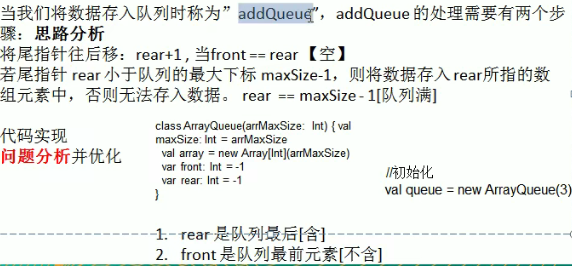 当我们将数据存入队列时称为”addQueue”，addQueue 的处理需要有两个步
骤：思路分析
将尾指针往后移：rear+1 , 当front == rear 【空】
若尾指针 rear 小于队列的最大下标 maxSize-1，则将数据存入 rear所指的数
组元素中，否则无法存入数据。 rear == maxSize - 1[队列满]
代码实现
问题分析并优化
class ArrayQueue(arrMaxSize: Int) { val
maxSize: Int = arrMaxSize
val array = new Array[Int](arrMaxSize)
var front: Int = -1
var rear: Int = -1
}
//初始化
val queue = new ArrayQueue(3)
1. rear 是队列最后[含]
2. front 是队列最前元素[不含]